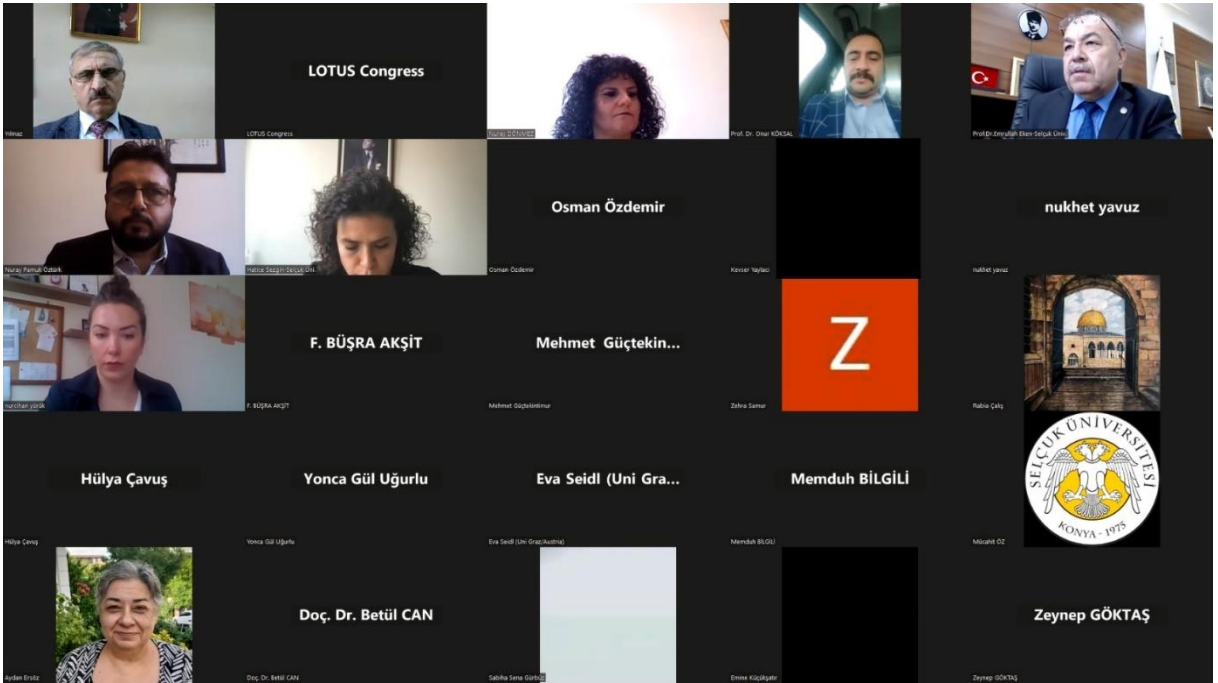 Yılmaz
LOTUS Congress
LOTUS Congress
Nuray DÖNMEZ
Prof. Dr. Onur KÖKSAL
Prof.Dr.Emrullah Eken-Selçuk Üniv.
Nuray Pamuk Öztürk
Hatice Sezgin-Selçuk Üni.
Osman Özdemir
Osman Özdemir
Kevser Yaylacı
nukhet yavuz
nukhet yavuz
nurcihan yürük
F. BÜŞRA AKŞİT
F. BÜŞRA AKŞİT
Mehmet Güçtekin...
Mehmet Güçtekintimur
Z
Zehra Samur
Rabia Çalış
Hülya Çavuş
Hülya Çavuş
Yonca Gül Uğurlu
Yonca Gül Uğurlu
Eva Seidl (Uni Gra...
Eva Seidl (Uni Graz/Austria)
Memduh BİLGİLİ
Memduh BİLGİLİ
SELÇUK ÜNİVERSİTESİ
KONYA - 1975
Mücahit ÖZ
Aydan Ersöz
Doç. Dr. Betül CAN
Doç. Dr. Betül CAN
Sabiha Sena Gürbüz
Emine Küçükşatır
Zeynep GÖKTAŞ
Zeynep GÖKTAŞ